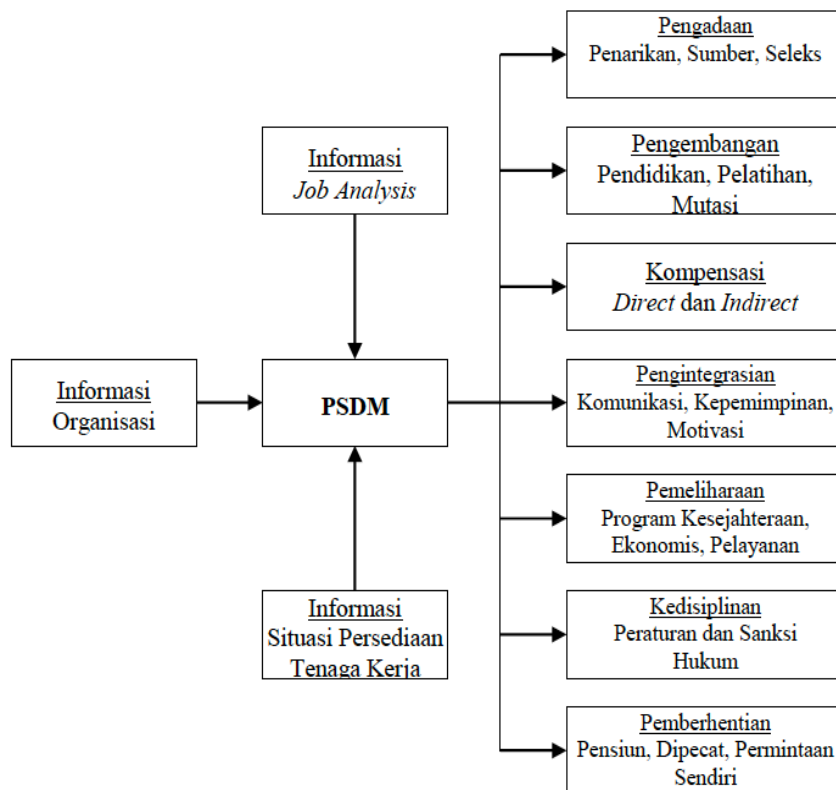 Pengadaan
Penarikan, Sumber, Seleks
Informasi
Job Analysis
Pengembangan
Pendidikan, Pelatihan,
Mutasi
Kompensasi
Direct dan Indirect
Informasi
Organisasi
PSDM
Pengintegrasian
Komunikasi, Kepemimpinan,
Motivasi
Pemeliharaan
Program Kesejahteraan,
Ekonomis, Pelayanan
Informasi
Situasi Persediaan
Tenaga Kerja
Kedisiplinan
Peraturan dan Sanksi
Hukum
Pemberhentian
Pensiun, Dipecat, Permintaan
Sendiri